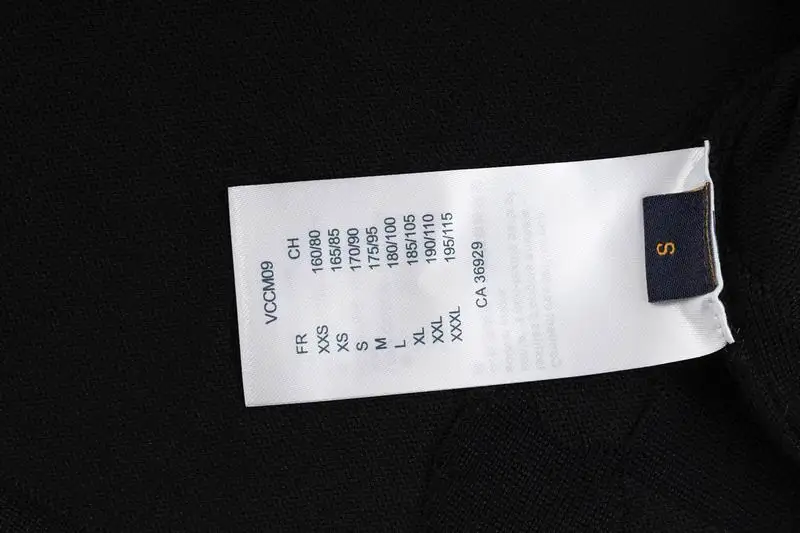 VCCM09
FR CH
XXS 160/80
XS 165/85
S 170/90
M 175/95
L 180/100
XL 185/105
XXL 190/110
XXXL 195/115
CA 36929
S